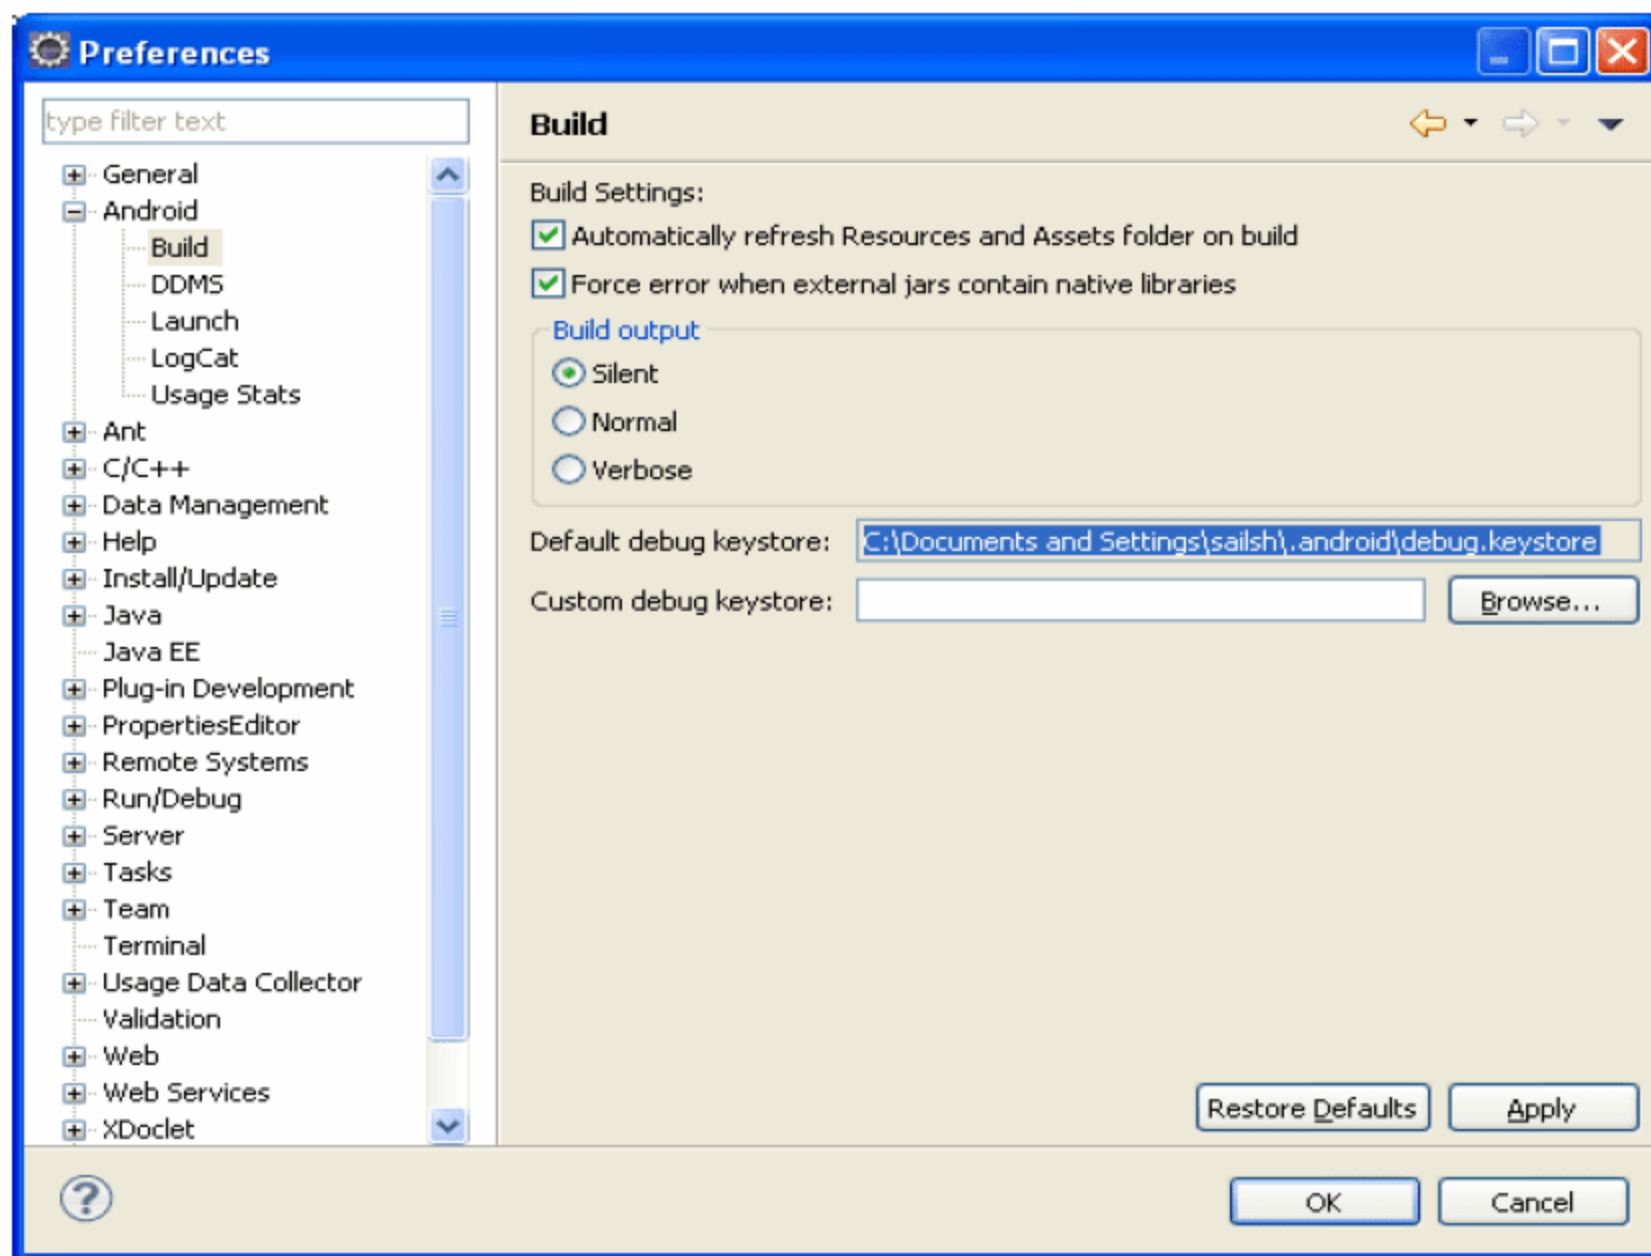 Preferences
type filter text
General
Android
Build
DDMS
Launch
LogCat
Usage Stats
Ant
C/C++
Data Management
Help
Install/Update
Java
Java EE
Plug-in Development
PropertiesEditor
Remote Systems
Run/Debug
Server
Tasks
Team
Terminal
Usage Data Collector
Validation
Web
Web Services
XDoclet
Build
Build Settings:
Automatically refresh Resources and Assets folder on build
Force error when external jars contain native libraries
Build output
Silent
Normal
Verbose
Default debug keystore: C:\Documents and Settings\sailsh\.android\debug.keystore
Custom debug keystore: Browse...
Restore Defaults Apply
OK Cancel